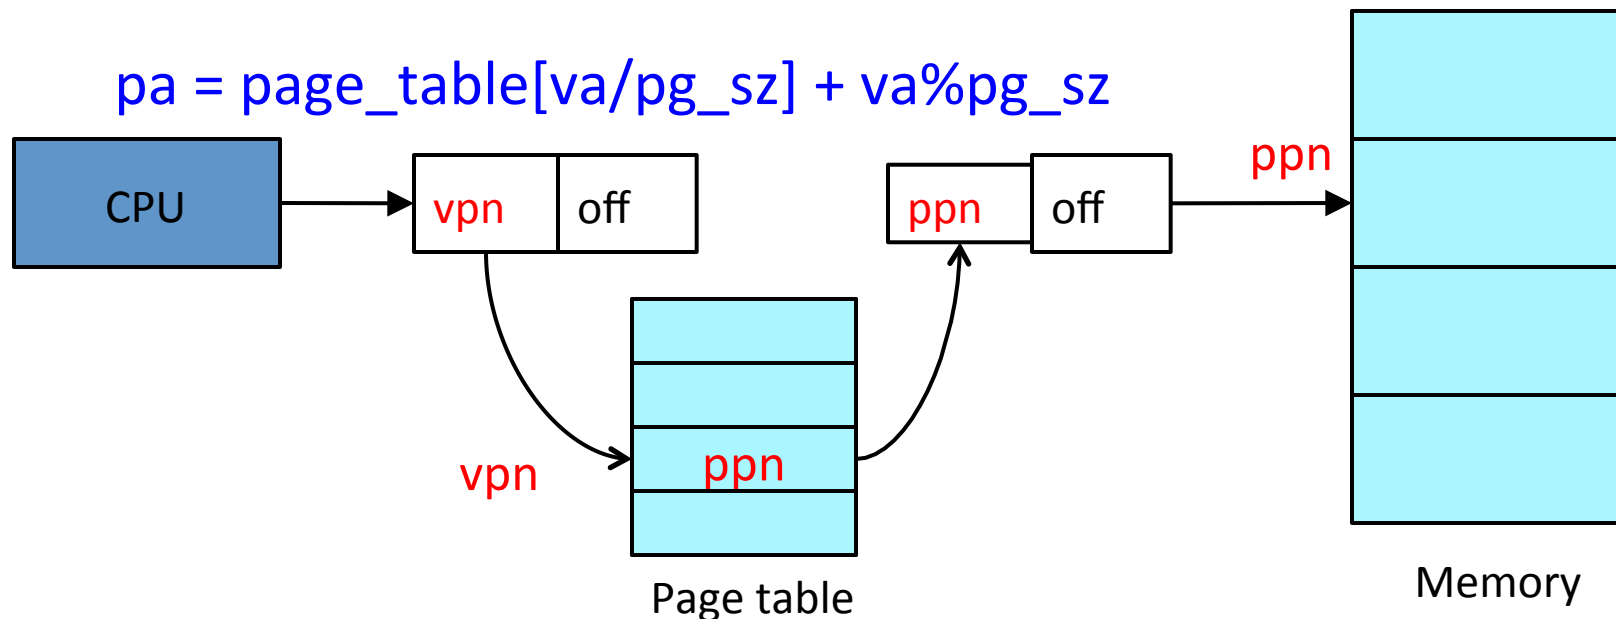 pa = page_table[va/pg_sz] + va%pg_sz
CPU
vpn
off
ppn
off
ppn
vpn
ppn
Page table
Memory